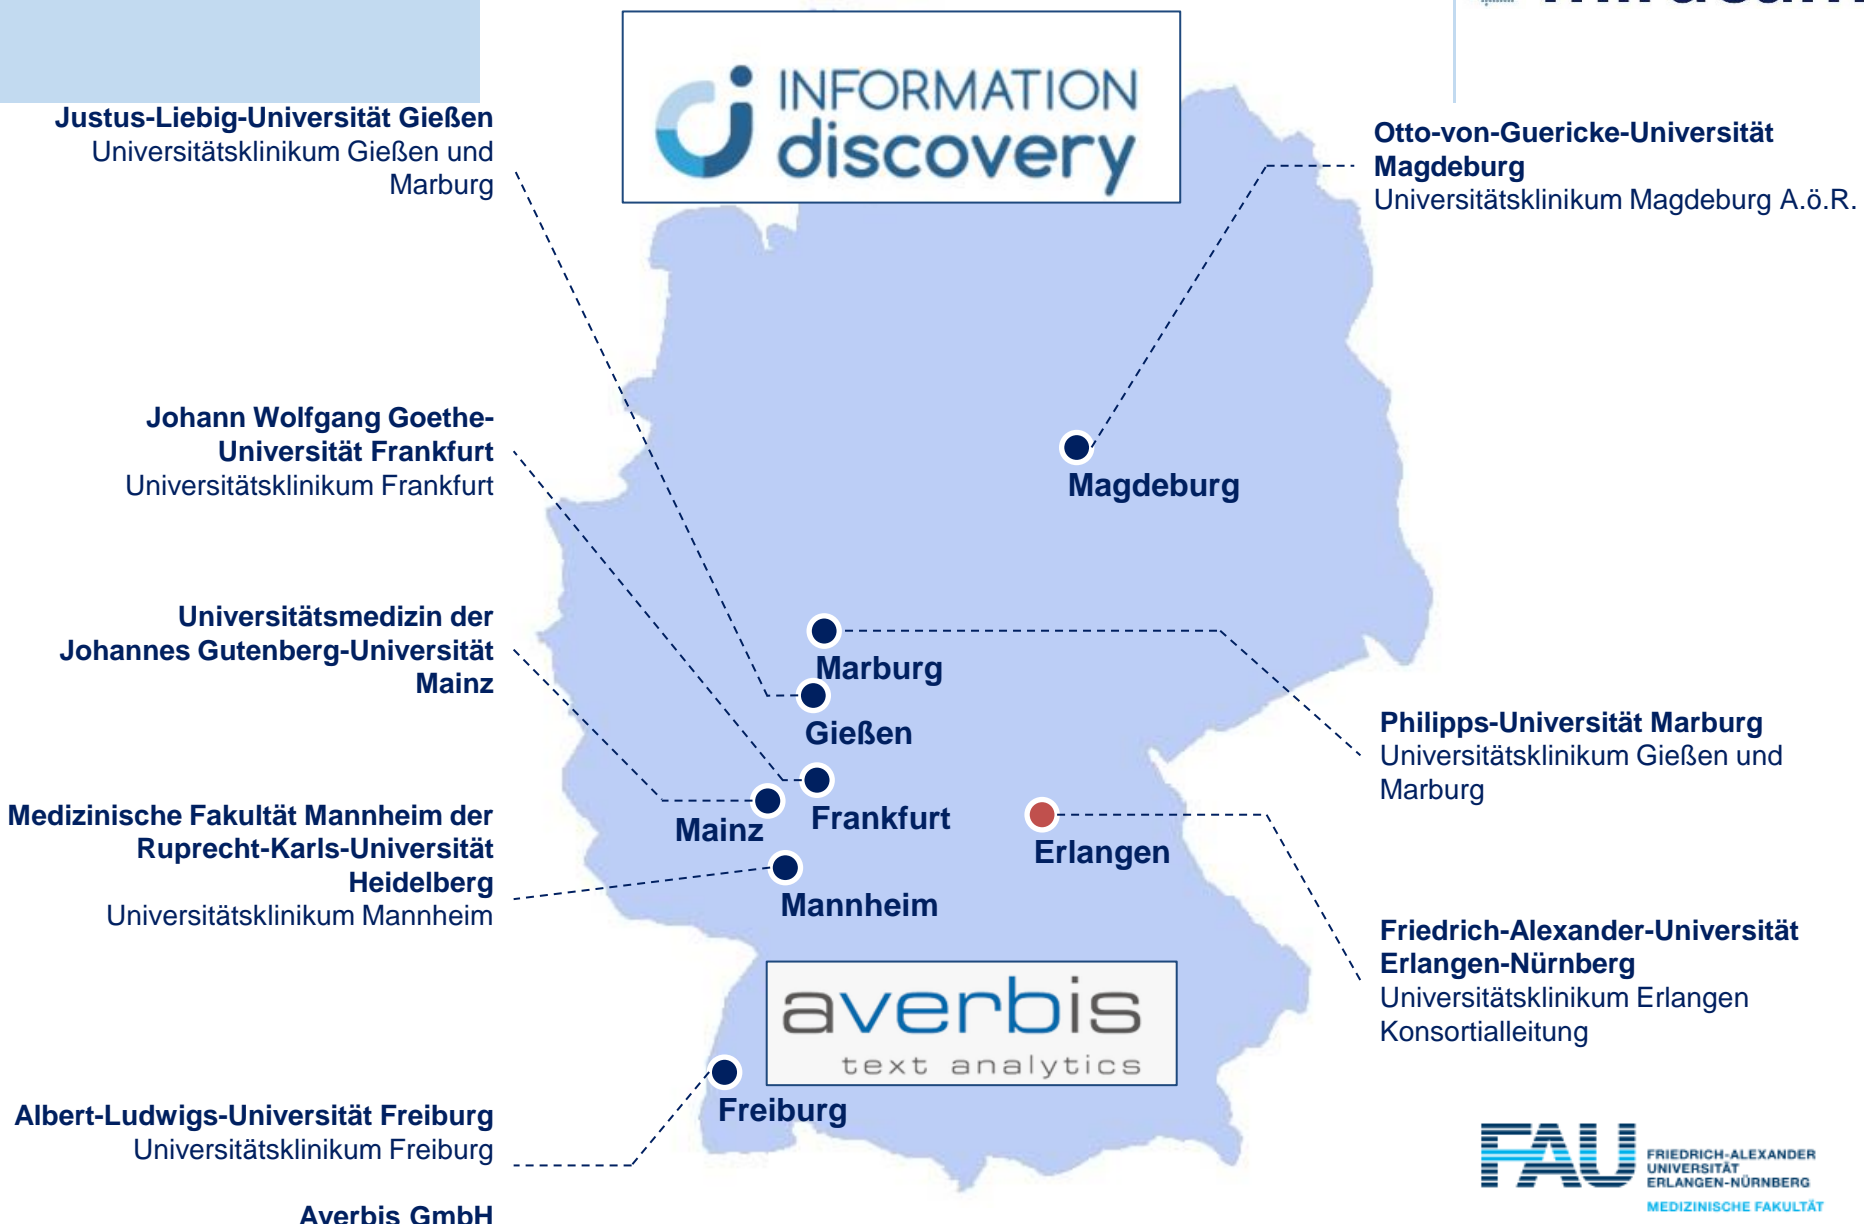 INFORMATION
discovery
Justus-Liebig-Universität Gießen
Universitätsklinikum Gießen und
Marburg
Otto-von-Guericke-Universität
Magdeburg
Universitätsklinikum Magdeburg A.ö.R.
Johann Wolfgang Goethe-
Universität Frankfurt
Universitätsklinikum Frankfurt
Magdeburg
Universitätsmedizin der
Johannes Gutenberg-Universität
Mainz
Marburg
Gießen
Philipps-Universität Marburg
Universitätsklinikum Gießen und
Marburg
Medizinische Fakultät Mannheim der
Ruprecht-Karls-Universität
Heidelberg
Universitätsklinikum Mannheim
Mainz
Frankfurt
Erlangen
Mannheim
Friedrich-Alexander-Universität
Erlangen-Nürnberg
Universitätsklinikum Erlangen
Konsortialleitung
averbis
text analytics
Freiburg
Albert-Ludwigs-Universität Freiburg
Universitätsklinikum Freiburg
Averbis GmbH
FAU
FRIEDRICH-ALEXANDER
UNIVERSITÄT
ERLANGEN-NÜRNBERG
MEDIZINISCHE FAKULTÄT